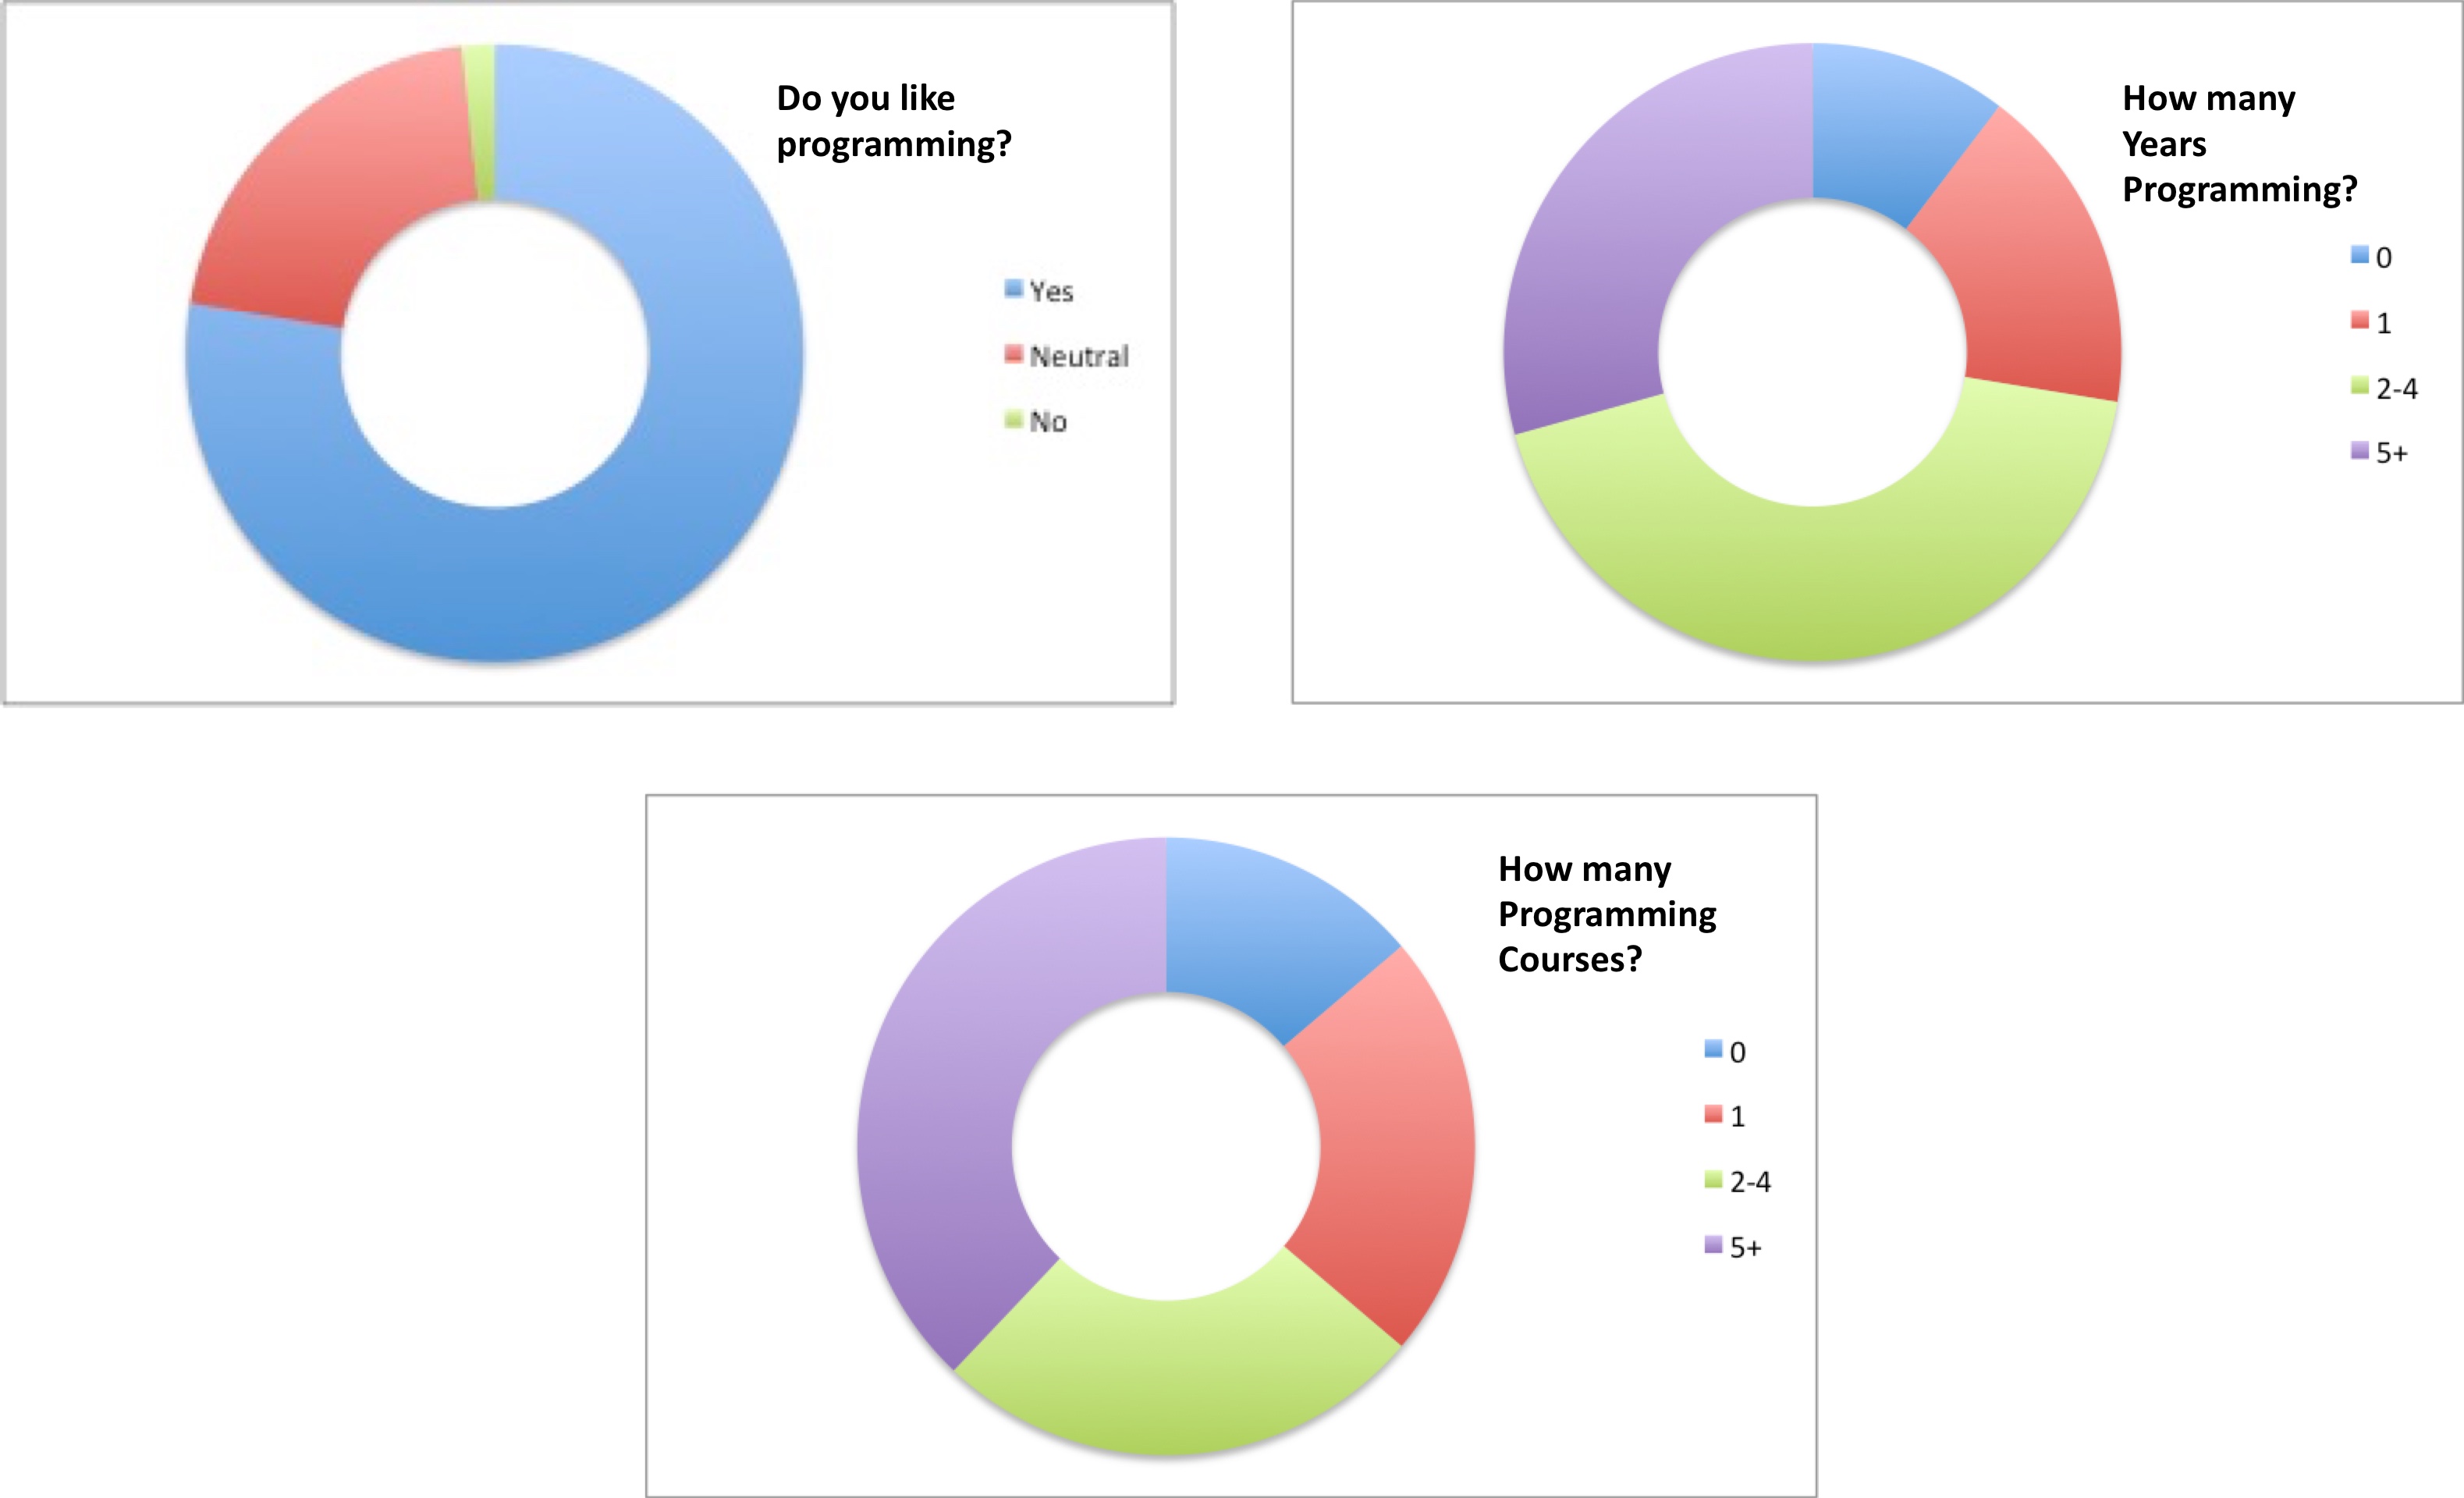 Do you like
programming?
Yes
Neutral
No
How many
Years
Programming?
0
1
2-4
5+
How many
Programming
Courses?
0
1
2-4
5+